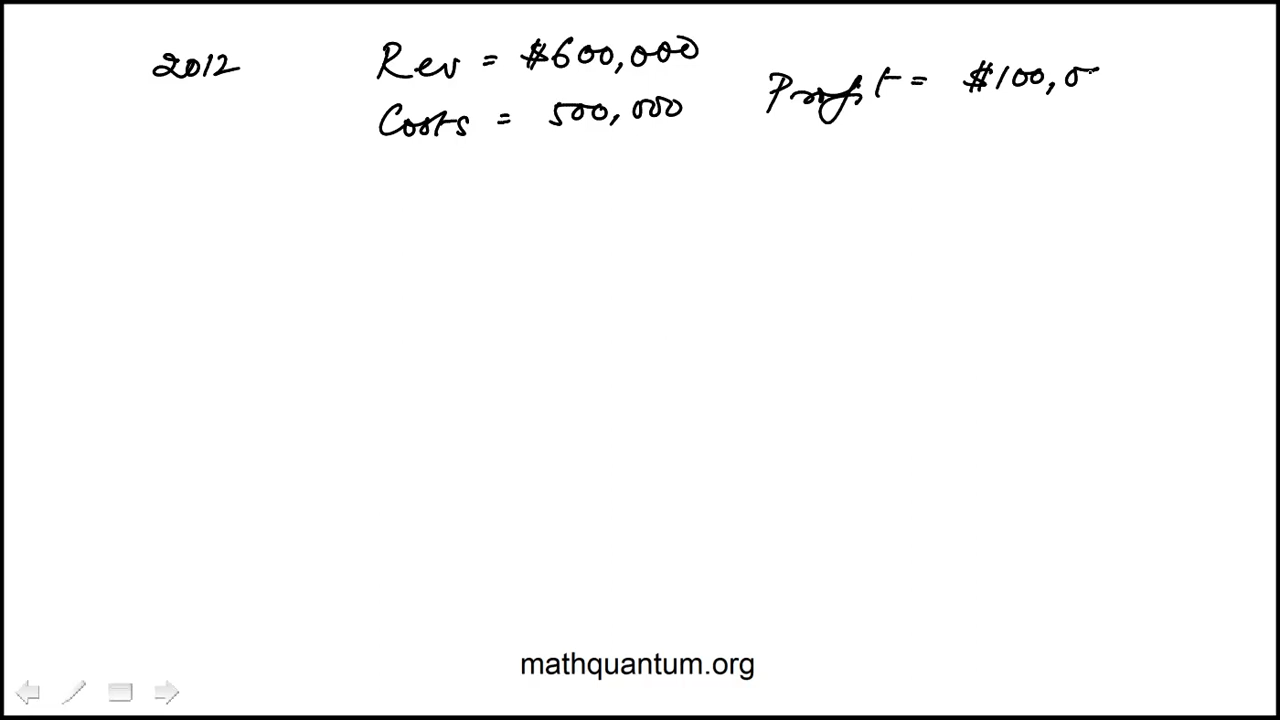 2012
Rev = $600,000
Costs = 500,000
Profit = $100,0
mathquantum.org